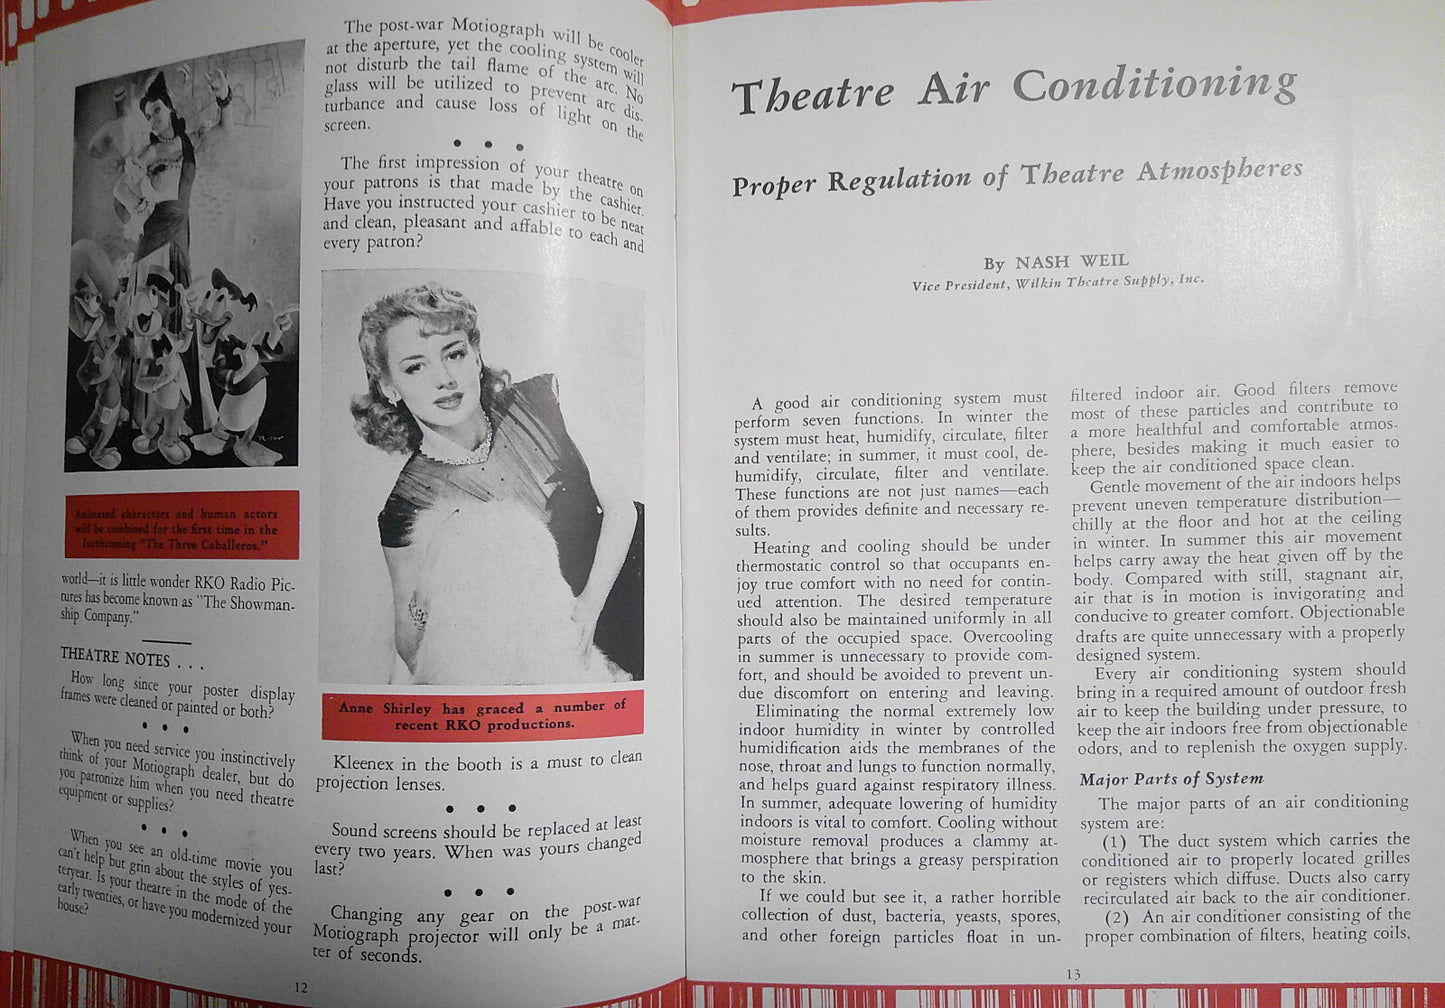 Animated characters and human actors
will be combined for the first time in the
forthcoming "The Three Caballeros."
world—it is little wonder RKO Radio Pic-
tures has become known as "The Showman-
ship Company."
THEATRE NOTES . . .
How long since your poster display
frames were cleaned or painted or both?
• • •
When you need service you instinctively
think of your Motiograph dealer, but do
you patronize him when you need theatre
equipment or supplies?
• • •
When you see an old-time movie you
can't help but grin about the styles of yes-
teryear. Is your theatre in the mode of the
early twenties, or have you modernized your
house?
12
The post-war Motiograph will be cooler
at the aperture, yet the cooling system will
not disturb the tail flame of the arc. No
glass will be utilized to prevent arc dis-
turbance and cause loss of light on the
screen.
• • •
The first impression of your theatre on
your patrons is that made by the cashier.
Have you instructed your cashier to be neat
and clean, pleasant and affable to each and
every patron?
Anne Shirley has graced a number of
recent RKO productions.
Kleenex in the booth is a must to clean
projection lenses.
• • •
Sound screens should be replaced at least
every two years. When was yours changed
last?
• • •
Changing any gear on the post-war
Motiograph projector will only be a mat-
ter of seconds.
Theatre Air Conditioning
Proper Regulation of Theatre Atmospheres
By NASH WEIL
Vice President, Wilkin Theatre Supply, Inc.
A good air conditioning system must
perform seven functions. In winter the
system must heat, humidify, circulate, filter
and ventilate; in summer, it must cool, de-
humidify, circulate, filter and ventilate.
These functions are not just names—each
of them provides definite and necessary re-
sults.
Heating and cooling should be under
thermostatic control so that occupants en-
joy true comfort with no need for contin-
ued attention. The desired temperature
should also be maintained uniformly in all
parts of the occupied space. Overcooling
in summer is unnecessary to provide com-
fort, and should be avoided to prevent un-
due discomfort on entering and leaving.
Eliminating the normal extremely low
indoor humidity in winter by controlled
humidification aids the membranes of the
nose, throat and lungs to function normally,
and helps guard against respiratory illness.
In summer, adequate lowering of humidity
indoors is vital to comfort. Cooling without
moisture removal produces a clammy at-
mosphere that brings a greasy perspiration
to the skin.
If we could but see it, a rather horrible
collection of dust, bacteria, yeasts, spores,
and other foreign particles float in un-
filtered indoor air. Good filters remove
most of these particles and contribute to
a more healthful and comfortable atmos-
phere, besides making it much easier to
keep the air conditioned space clean.
Gentle movement of the air indoors helps
prevent uneven temperature distribution—
chilly at the floor and hot at the ceiling
in winter. In summer this air movement
helps carry away the heat given off by the
body. Compared with still, stagnant air,
air that is in motion is invigorating and
conducive to greater comfort. Objectionable
drafts are quite unnecessary with a properly
designed system.
Every air conditioning system should
bring in a required amount of outdoor fresh
air to keep the building under pressure, to
keep the air indoors free from objectionable
odors, and to replenish the oxygen supply.
Major Parts of System
The major parts of an air conditioning
system are:
(1) The duct system which carries the
conditioned air to properly located grilles
or registers which diffuse. Ducts also carry
recirculated air back to the air conditioner.
(2) An air conditioner consisting of the
proper combination of filters, heating coils,
13